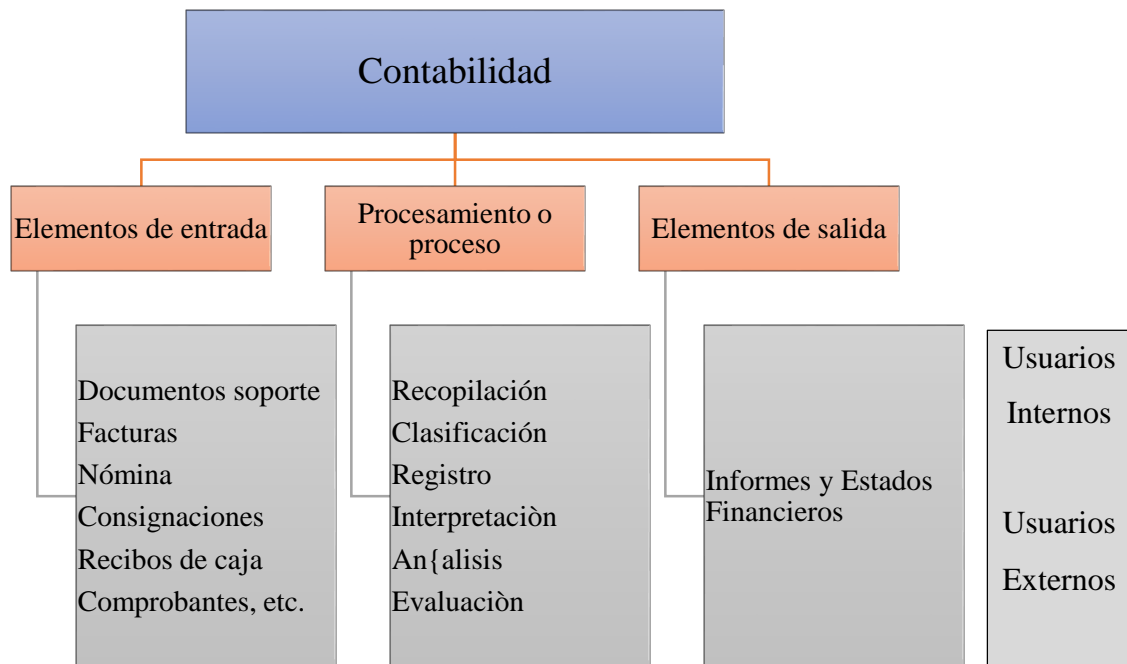 Contabilidad
Elementos de entrada
Procesamiento o
proceso
Elementos de salida
Documentos soporte
Facturas
Nómina
Consignaciones
Recibos de caja
Comprobantes, etc.
Recopilación
Clasificación
Registro
Interpretaciòn
An{alisis
Evaluaciòn
Informes y Estados
Financieros
Usuarios
Internos
Usuarios
Externos